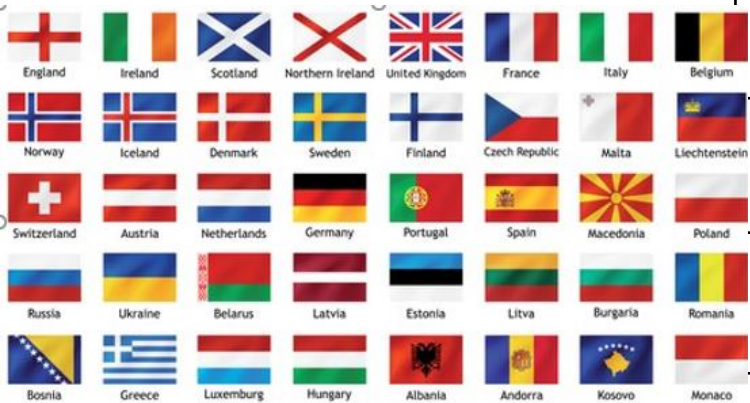 England Ireland Scotland Northern Ireland United Kingdom France Italy Belgium
Norway Iceland Denmark Sweden Finland Czech Republic Malta Liechtenstein
Switzerland Austria Netherlands Germany Portugal Spain Macedonia Poland
Russia Ukraine Belarus Latvia Estonia Litva Burgaria Romania
Bosnia Greece Luxemburg Hungary Albania Andorra Kosovo Monaco